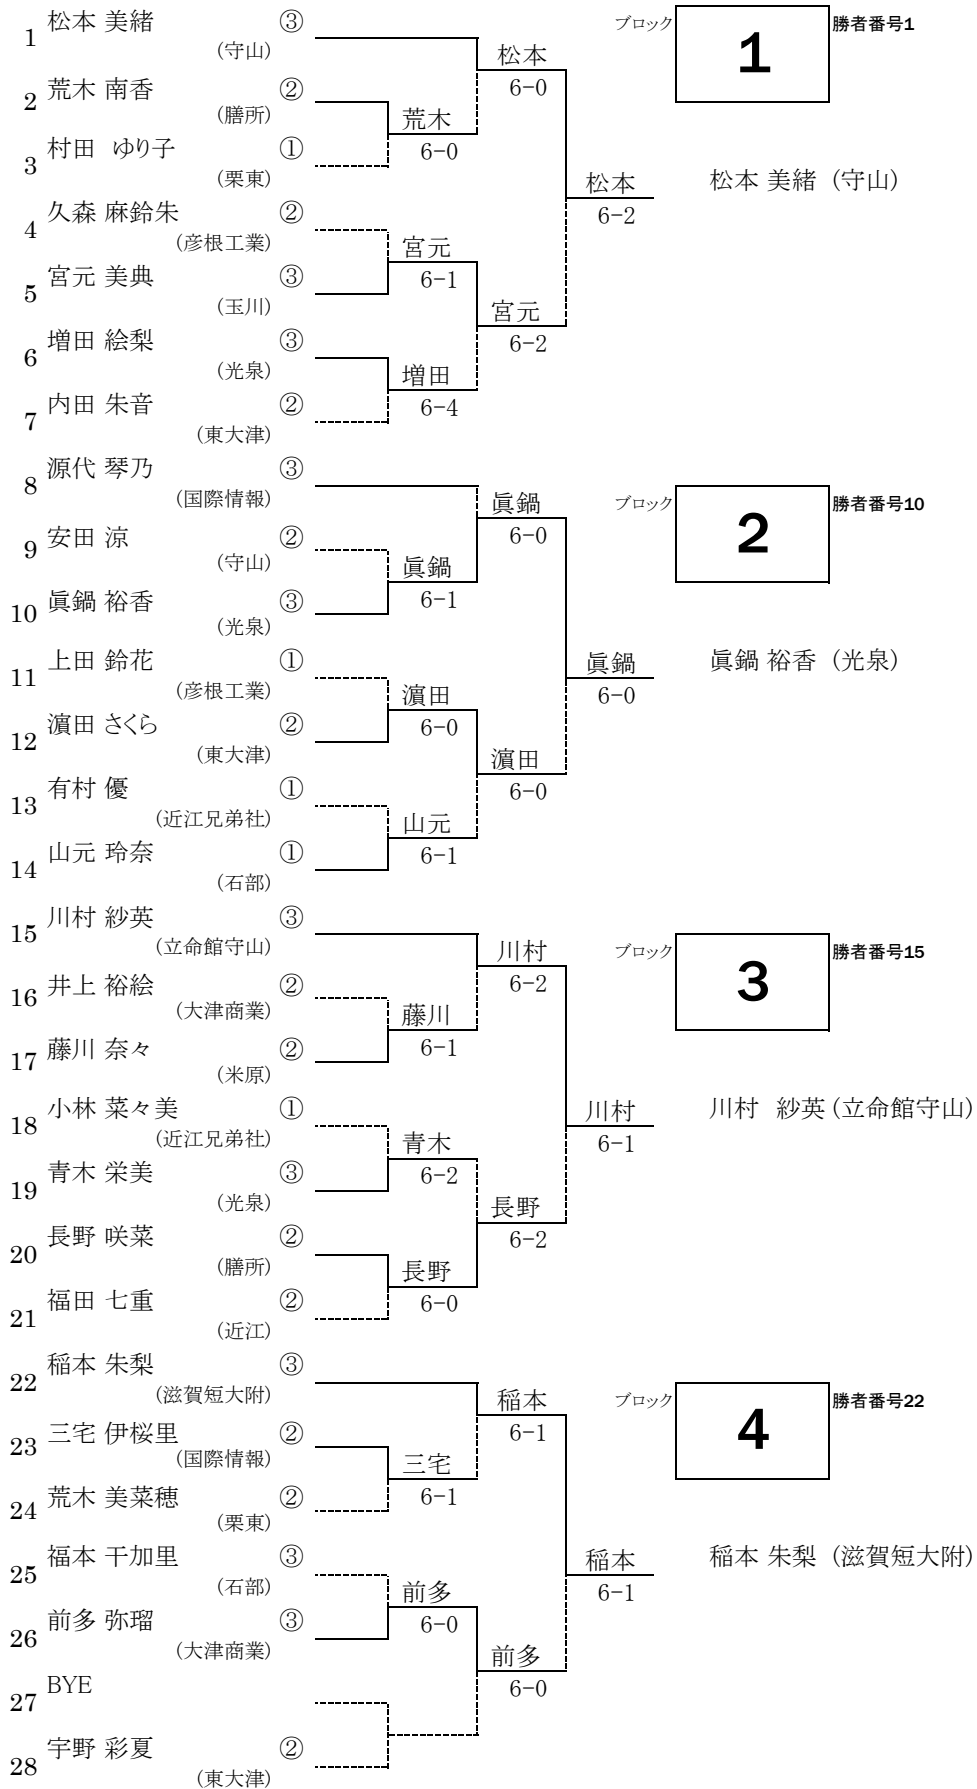 1 松本 美緒 ③
(守山)
2 荒木 南香 ②
(膳所)
3 村田 ゆり子 ①
(栗東)
4 久森 麻鈴朱 ②
(彦根工業)
5 宮元 美典 ③
(玉川)
6 増田 絵梨 ③
(光泉)
7 内田 朱音 ②
(東大津)
荒木
6-0
宮元
6-1
増田
6-4
松本
6-0
宮元
6-2
松本
6-2
ブロック 1 勝者番号1
松本 美緒 (守山)
8 源代 琴乃 ③
(国際情報)
9 安田 涼 ②
(守山)
10 眞鍋 裕香 ③
(光泉)
11 上田 鈴花 ①
(彦根工業)
12 濵田 さくら ②
(東大津)
13 有村 優 ①
(近江兄弟社)
14 山元 玲奈 ①
(石部)
眞鍋
6-1
濵田
6-0
山元
6-1
眞鍋
6-0
濵田
6-0
眞鍋
6-0
ブロック 2 勝者番号10
眞鍋 裕香 (光泉)
15 川村 紗英 ③
(立命館守山)
16 井上 裕絵 ②
(大津商業)
17 藤川 奈々 ②
(米原)
18 小林 菜々美 ①
(近江兄弟社)
19 青木 栄美 ③
(光泉)
20 長野 咲菜 ②
(膳所)
21 福田 七重 ②
(近江)
藤川
6-1
青木
6-2
長野
6-0
川村
6-2
長野
6-2
川村
6-1
ブロック 3 勝者番号15
川村 紗英 (立命館守山)
22 稲本 朱梨 ③
(滋賀短大附)
23 三宅 伊桜里 ②
(国際情報)
24 荒木 美菜穂 ②
(栗東)
25 福本 干加里 ③
(石部)
26 前多 弥瑠 ③
(大津商業)
27 BYE
28 宇野 彩夏 ②
(東大津)
三宅
6-1
前多
6-0
稲本
6-1
前多
6-0
稲本
6-1
ブロック 4 勝者番号22
稲本 朱梨 (滋賀短大附)